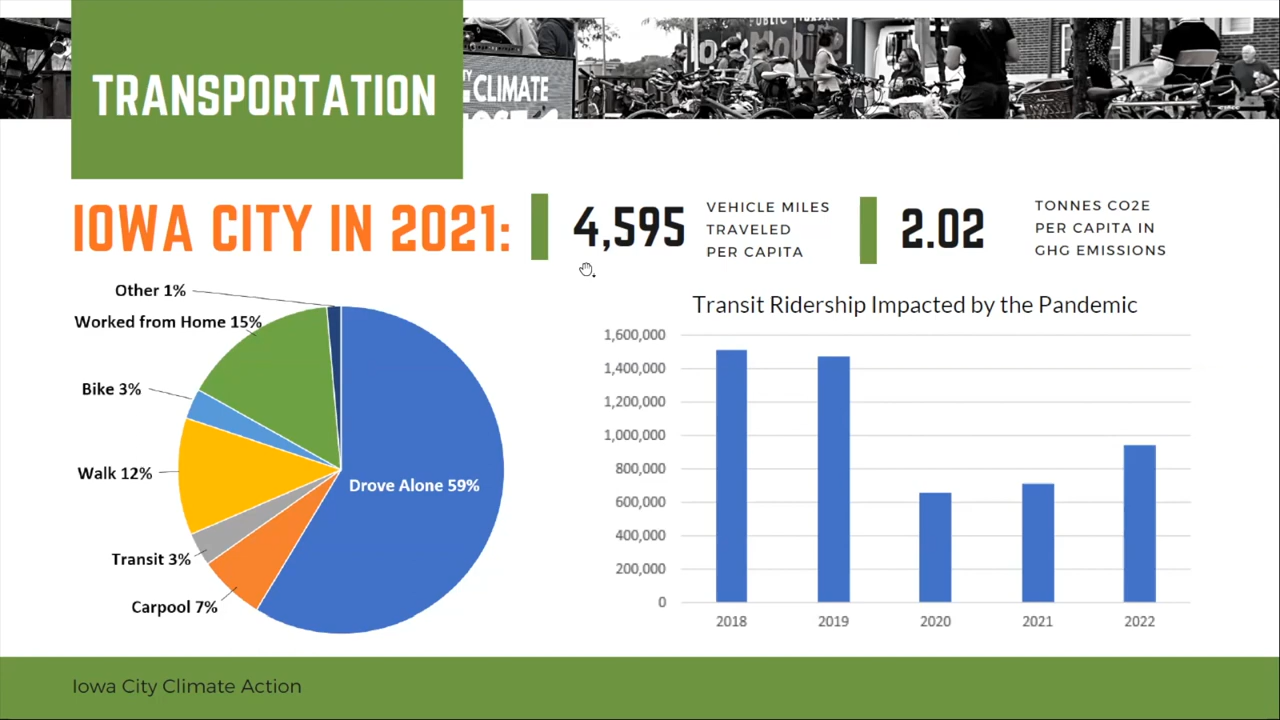 PUBLIC
TRANSPORTATION
CLIMATE
IOWA CITY IN 2021:
4,595
VEHICLE MILES
TRAVELED
PER CAPITA
2.02
TONNES CO2E
PER CAPITA IN
GHG EMISSIONS
Other 1%
Worked from Home 15%
Bike 3%
Walk 12%
Transit 3%
Carpool 7%
Drove Alone 59%
Transit Ridership Impacted by the Pandemic
1,600,000
1,400,000
1,200,000
1,000,000
800,000
600,000
400,000
200,000
0
2018 2019 2020 2021 2022
Iowa City Climate Action